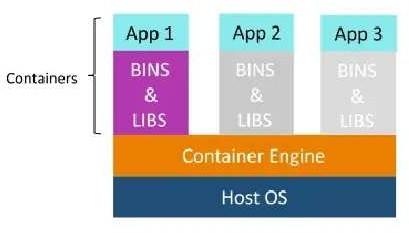 App 1
App 2
App 3
Containers
BINS
&
LIBS
BINS
&
LIBS
BINS
&
LIBS
Container Engine
Host OS